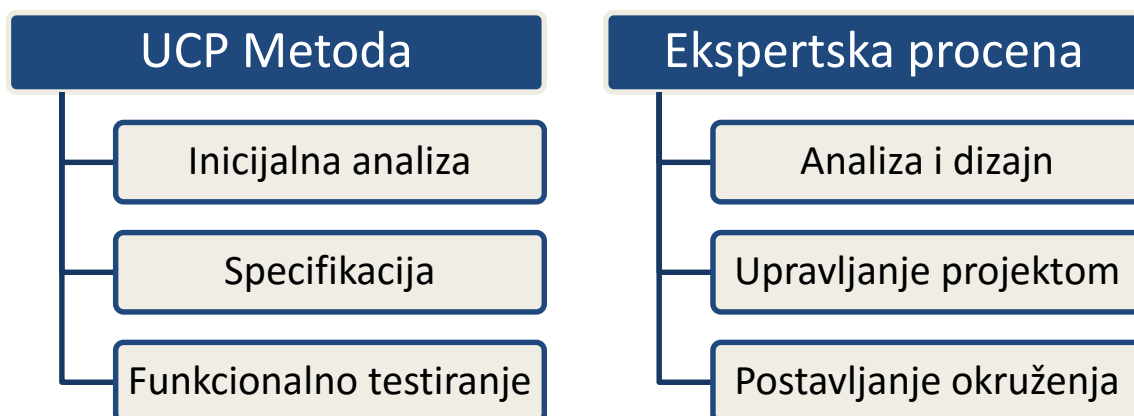 UCP Metoda
Inicijalna analiza
Specifikacija
Funkcionalno testiranje
Ekspertska procena
Analiza i dizajn
Upravljanje projektom
Postavljanje okruženja